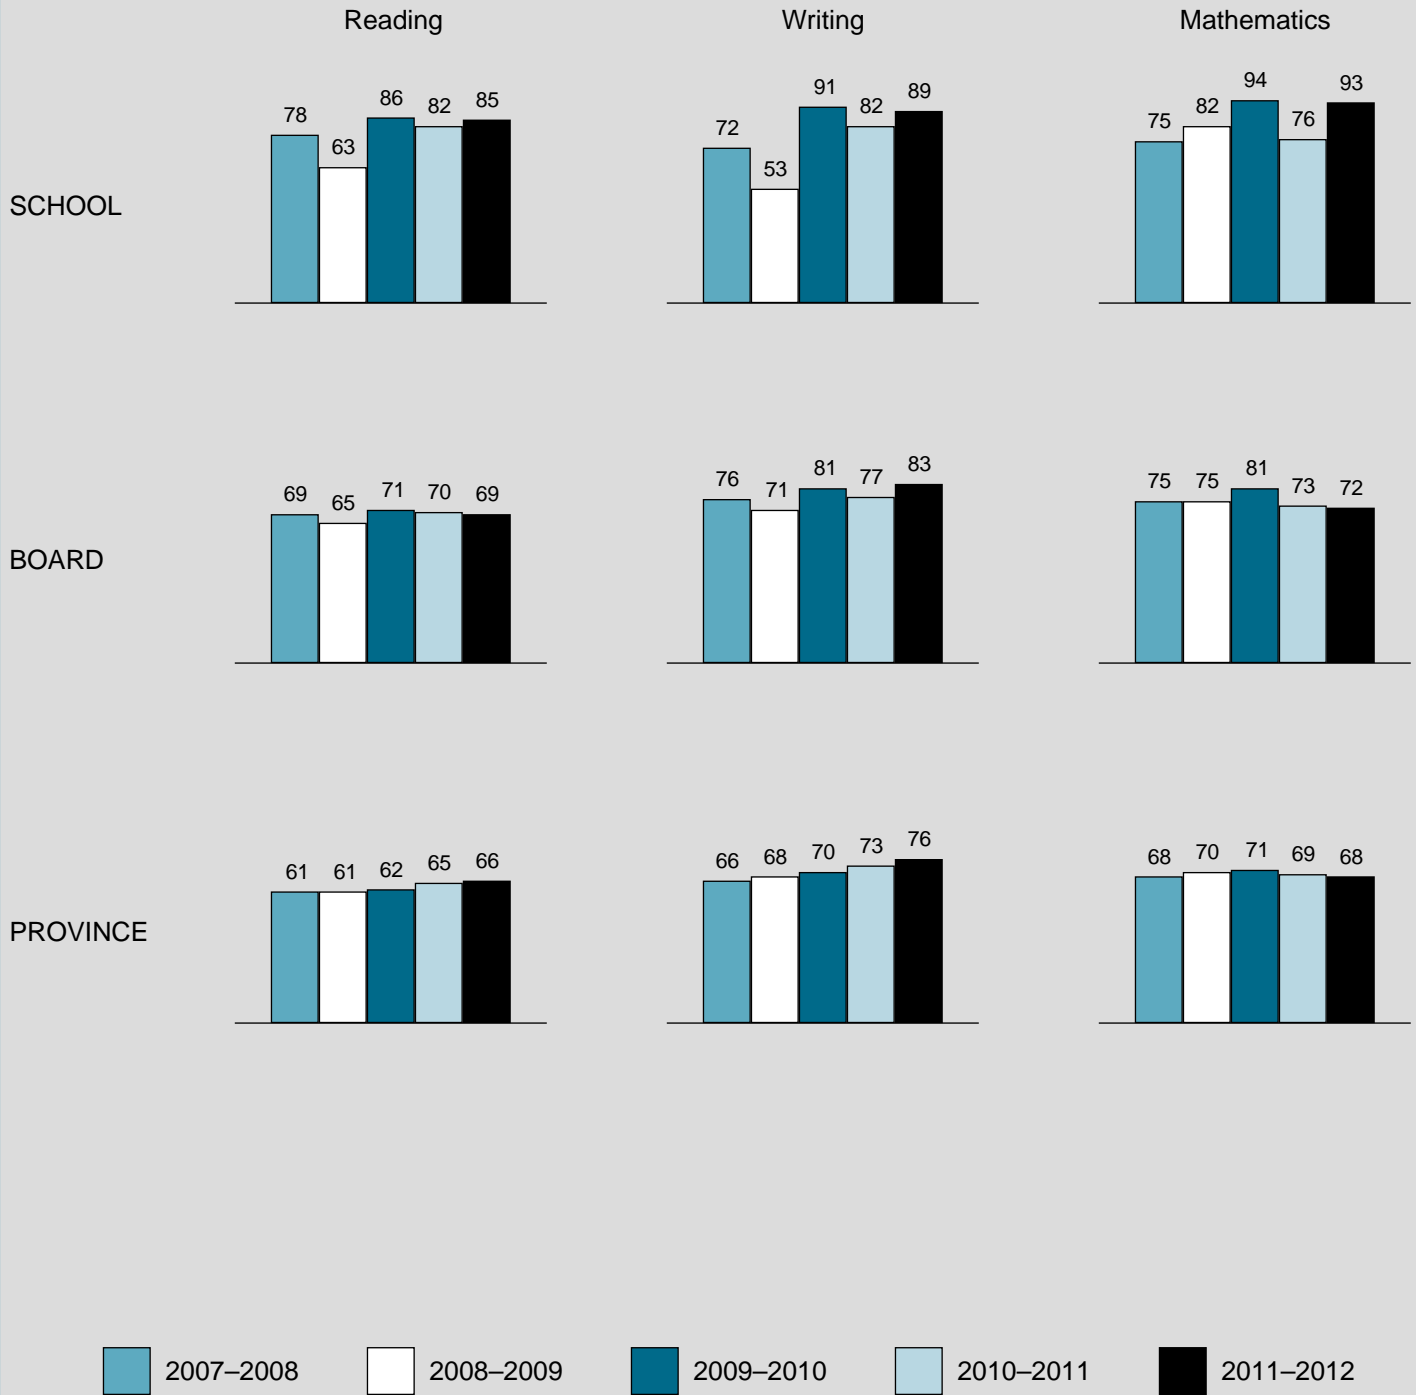 Reading Writing Mathematics
SCHOOL
78 63 86 82 85
72 53 91 82 89
75 82 94 76 93
BOARD
69 65 71 70 69
76 71 81 77 83
75 75 81 73 72
PROVINCE
61 61 62 65 66
66 68 70 73 76
68 70 71 69 68
2007–2008 2008–2009 2009–2010 2010–2011 2011–2012